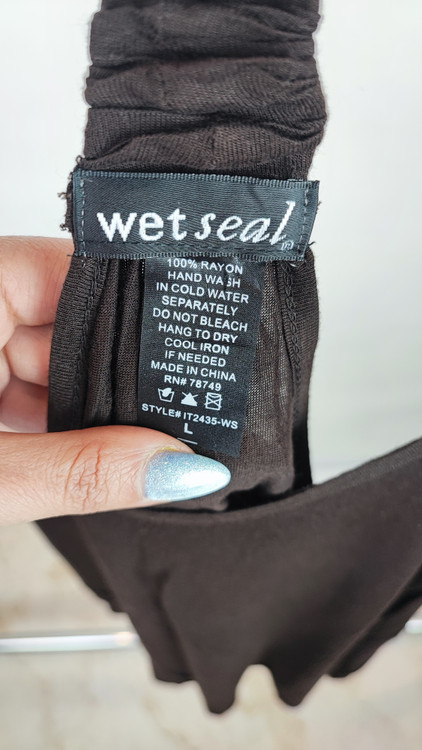 wet seal
100% RAYON
HAND WASH
IN COLD WATER
SEPARATELY
DO NOT BLEACH
HANG TO DRY
COOL IRON
IF NEEDED
MADE IN CHINA
RN# 78749
STYLE# IT2435-WS
L